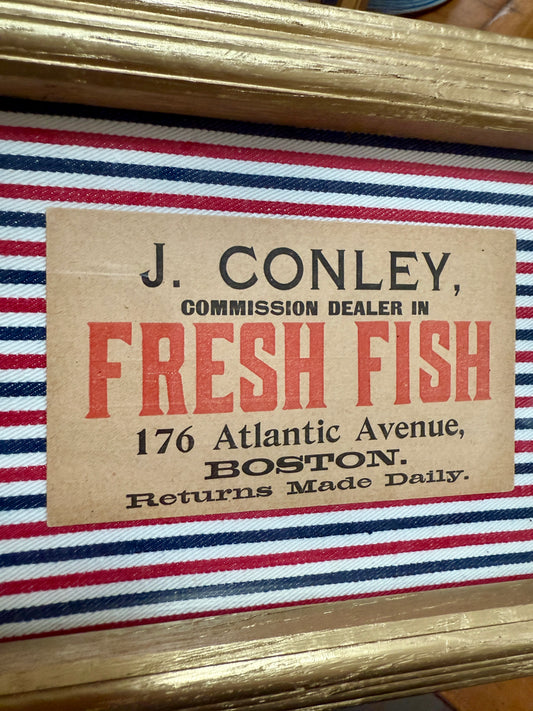 J. CONLEY,
COMMISSION DEALER IN
FRESH FISH
176 Atlantic Avenue,
BOSTON.
Returns Made Daily.